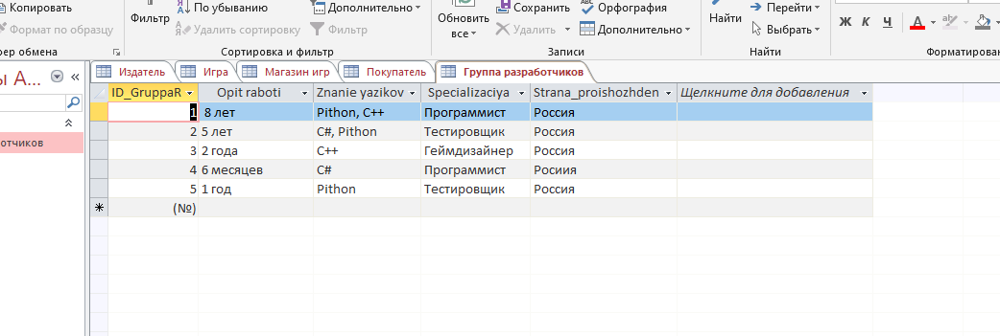 Копировать
Формат по образцу
Фильтр
По убыванию
Удалить сортировку
Дополнительно
Фильтр
Обновить все
Сохранить
Удалить
Орфография
Дополнительно
Найти
Перейти
Выбрать
Ж К Ч А
ер обмена
Сортировка и фильтр
Записи
Найти
Форматирован
ы A...
Издатель Игра Магазин игр Покупатель Группа разработчиков
отчиков
ID_GruppaR Opit raboti Znanie yazikov Specializaciya Strana_proishozhden Щелкните для добавления
1 8 лет Pithon, C++ Программист Россия
2 5 лет C#, Pithon Тестировщик Россия
3 2 года C++ Геймдизайнер Россия
4 6 месяцев C# Программист Росиия
5 1 год Pithon Тестировщик Россия
(№)